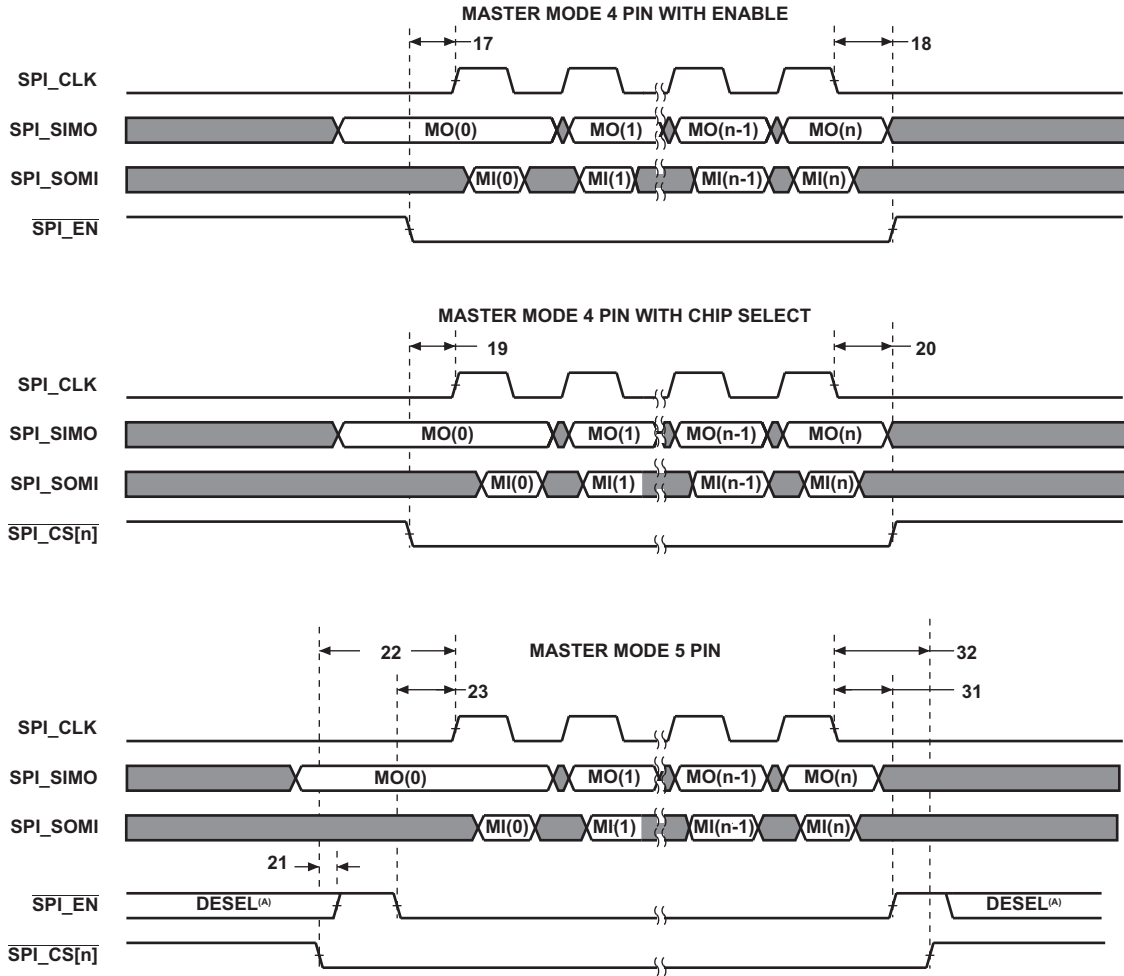 MASTER MODE 4 PIN WITH ENABLE
17
18
SPI_CLK
SPI_SIMO
MO(0)
MO(1)
MO(n-1)
MO(n)
SPI_SOMI
MI(0)
MI(1)
MI(n-1)
MI(n)
SPI_EN
MASTER MODE 4 PIN WITH CHIP SELECT
19
20
SPI_CLK
SPI_SIMO
MO(0)
MO(1)
MO(n-1)
MO(n)
SPI_SOMI
MI(0)
MI(1)
MI(n-1)
MI(n)
SPI_CS[n]
MASTER MODE 5 PIN
22
32
23
31
SPI_CLK
SPI_SIMO
MO(0)
MO(1)
MO(n-1)
MO(n)
SPI_SOMI
MI(0)
MI(1)
MI(n-1)
MI(n)
21
SPI_EN
DESEL(A)
DESEL(A)
SPI_CS[n]